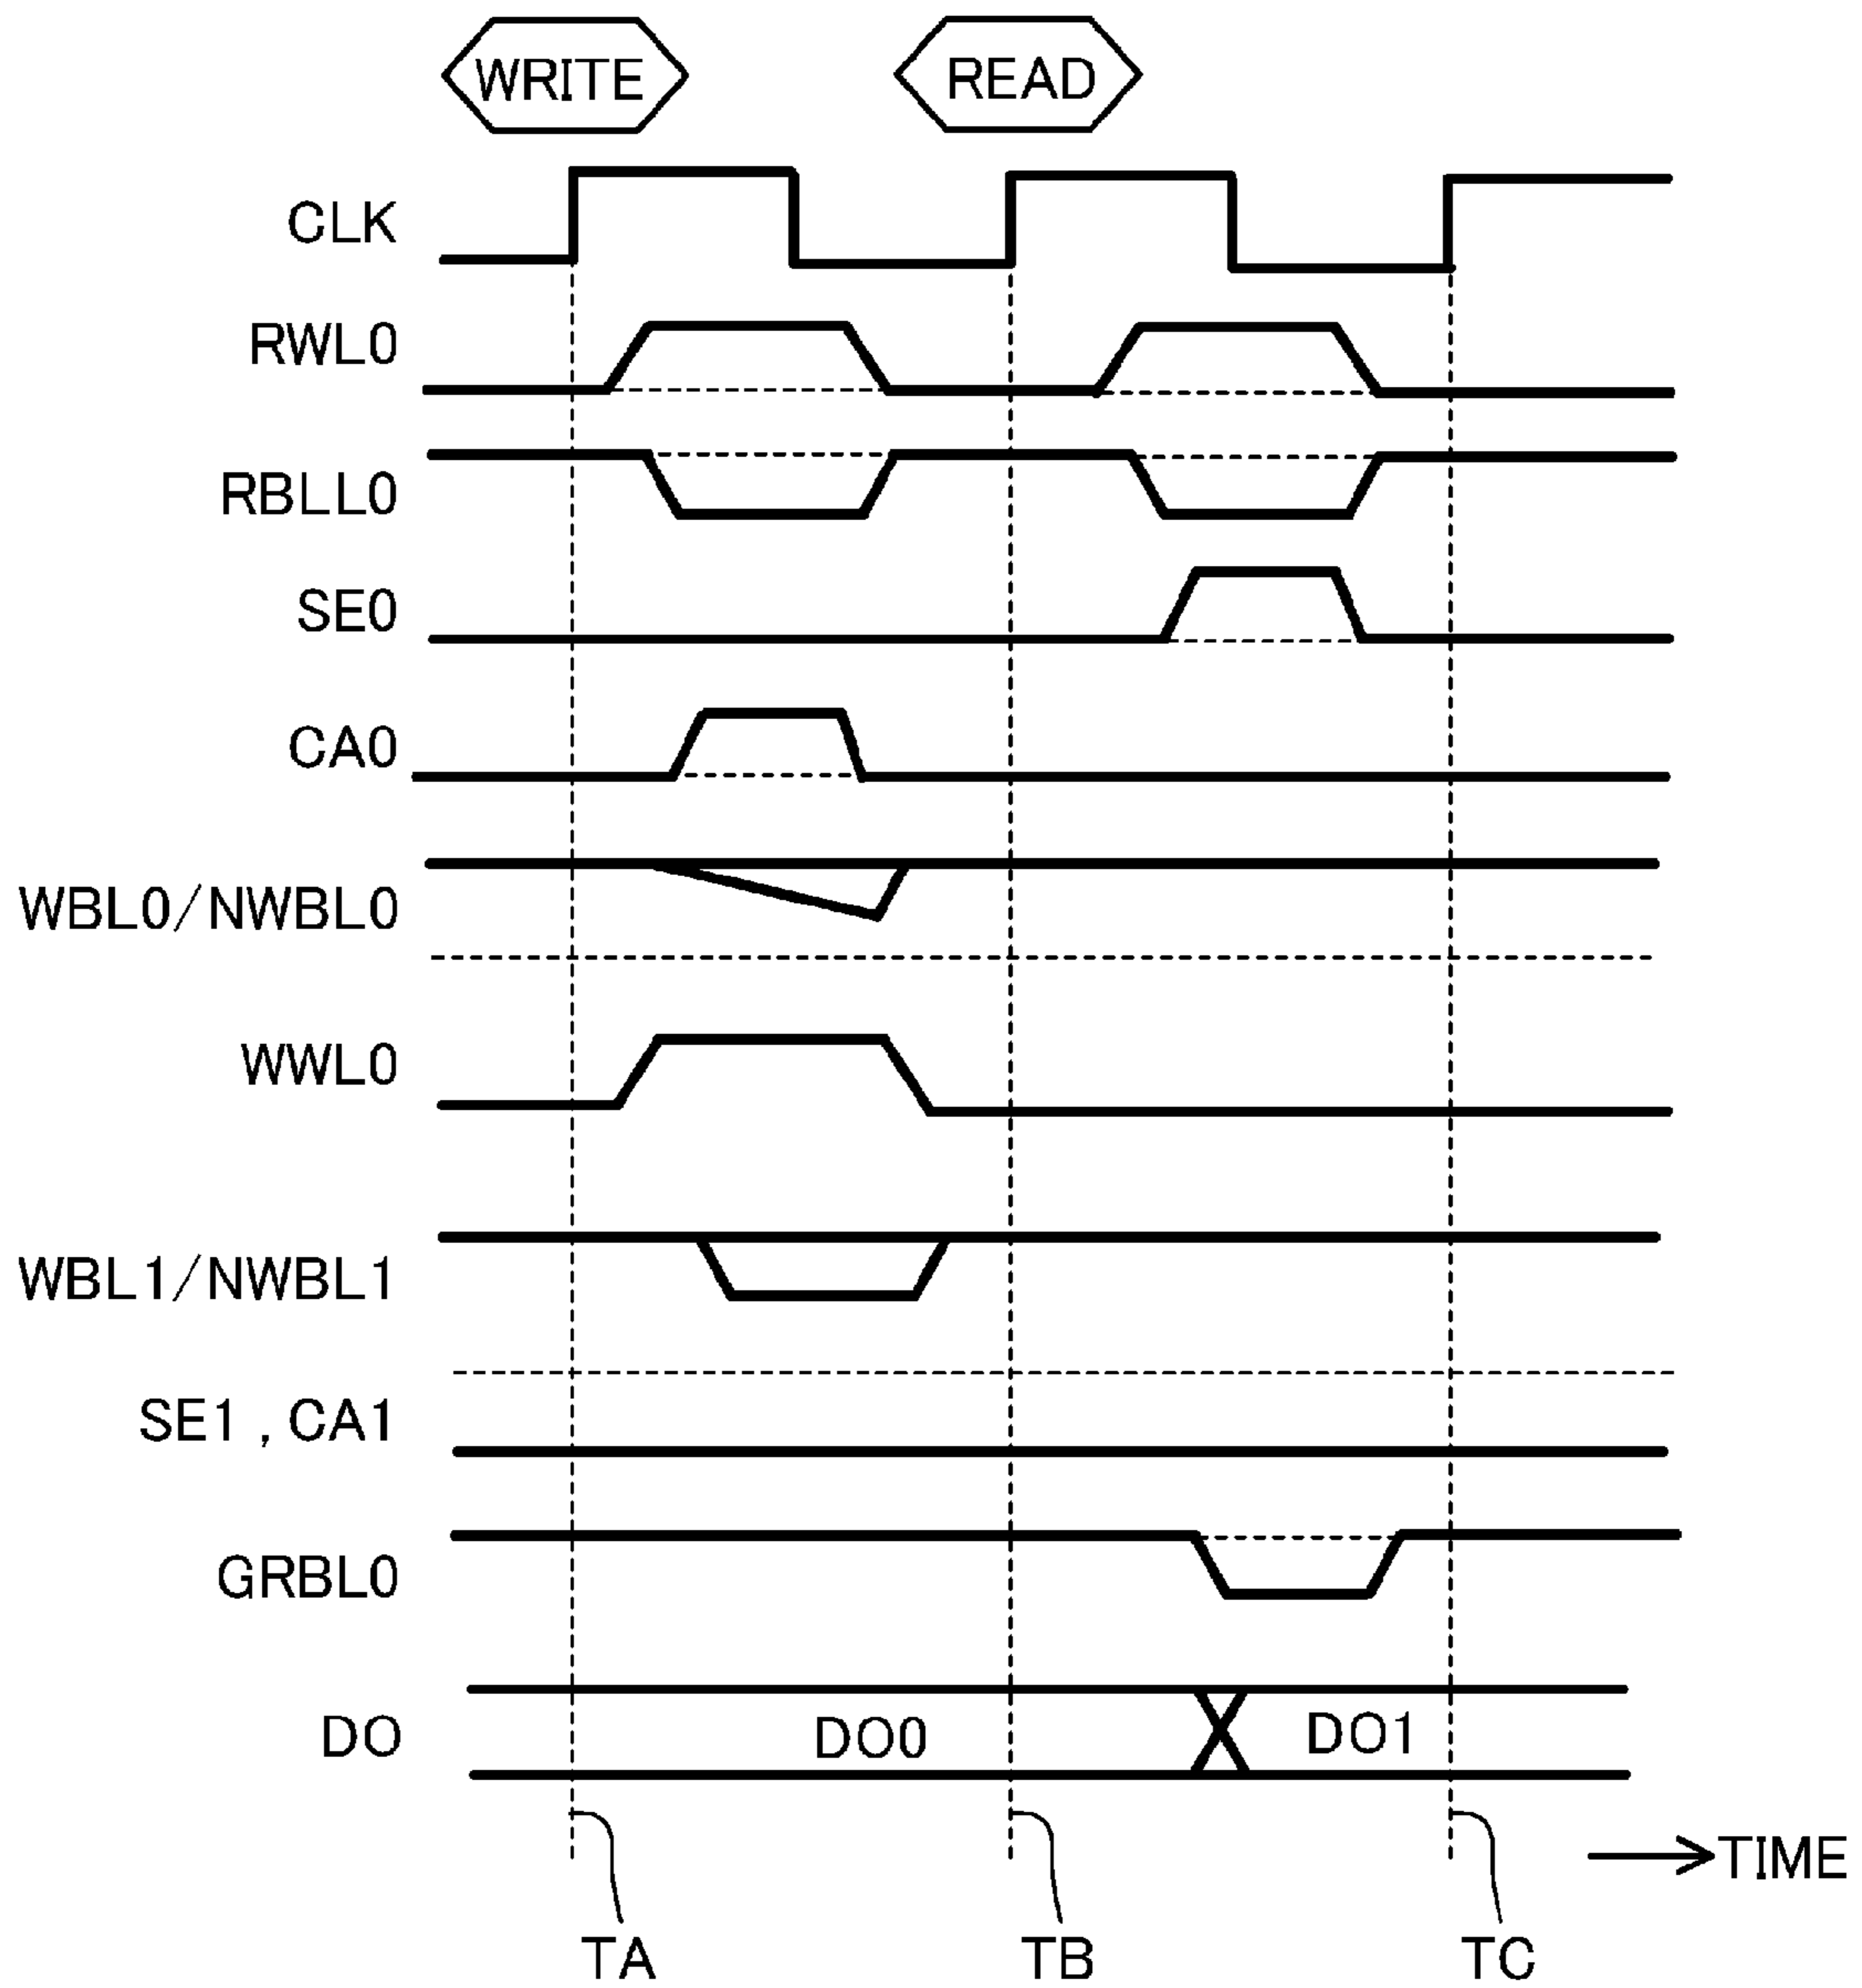 WRITE READ
CLK
RWL0
RBLL0
SE0
CA0
WBL0/NWBL0
WWL0
WBL1/NWBL1
SE1 , CA1
GRBL0
DO DO0 DO1
TIME
TA TB TC